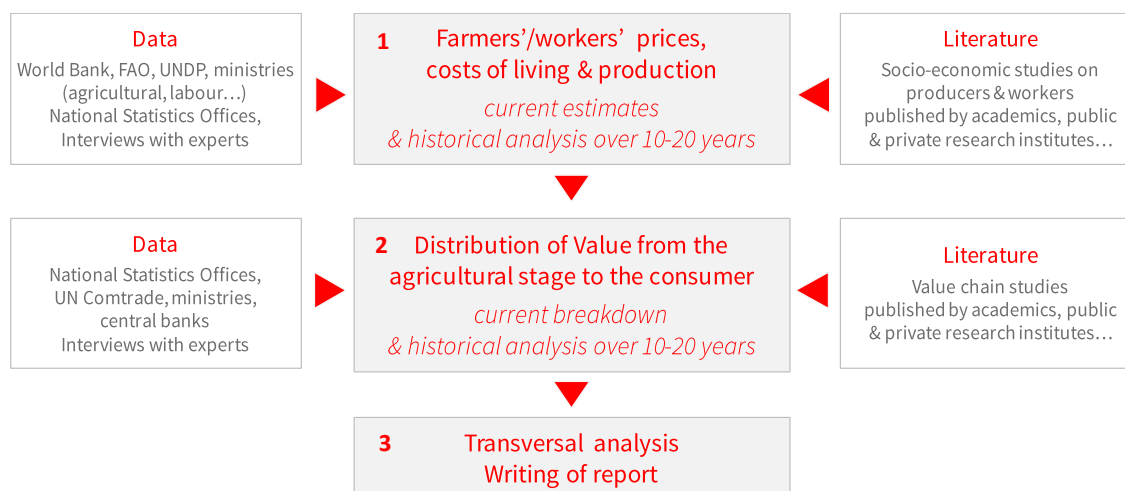 Data
World Bank, FAO, UNDP, ministries
(agricultural, labour…)
National Statistics Offices,
Interviews with experts
1 Farmers’/workers’ prices,
costs of living & production
current estimates
& historical analysis over 10-20 years
Literature
Socio-economic studies on
producers & workers
published by academics, public
& private research institutes…
Data
National Statistics Offices,
UN Comtrade, ministries,
central banks
Interviews with experts
2 Distribution of Value from the
agricultural stage to the consumer
current breakdown
& historical analysis over 10-20 years
Literature
Value chain studies
published by academics, public
& private research institutes…
3 Transversal analysis
Writing of report